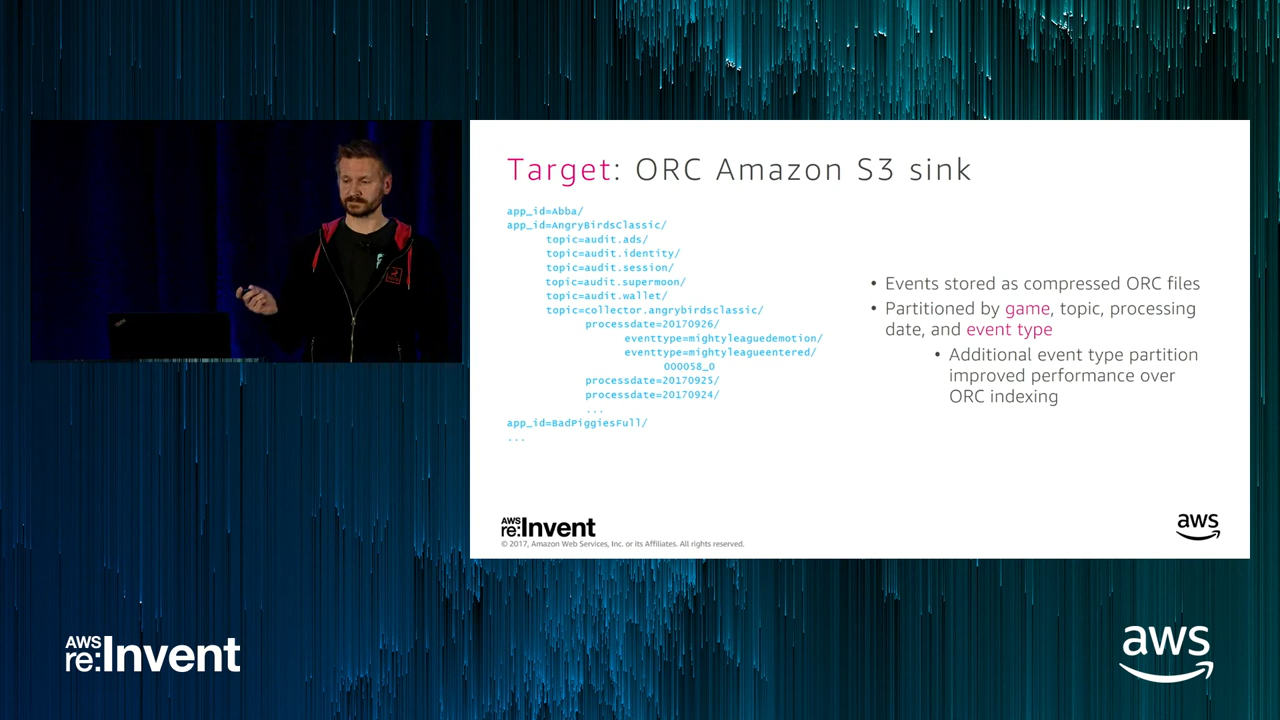 Target: ORC Amazon S3 sink
app_id=Abba/
app_id=AngryBirdsClassic/
topic=audit.ads/
topic=audit.identity/
topic=audit.session/
topic=audit.supermoon/
topic=audit.wallet/
topic=collector.angrybirdsclassic/
processdate=20170926/
eventtype=mightyleaguedemotion/
eventtype=mightyleagueentered/
000058_0
processdate=20170925/
processdate=20170924/
...
app_id=BadPiggiesFull/
...
• Events stored as compressed ORC files
• Partitioned by game, topic, processing
date, and event type
• Additional event type partition
improved performance over
ORC indexing
AWS
re:Invent
© 2017, Amazon Web Services, Inc. or its Affiliates. All rights reserved.
aws
AWS
re:Invent
aws